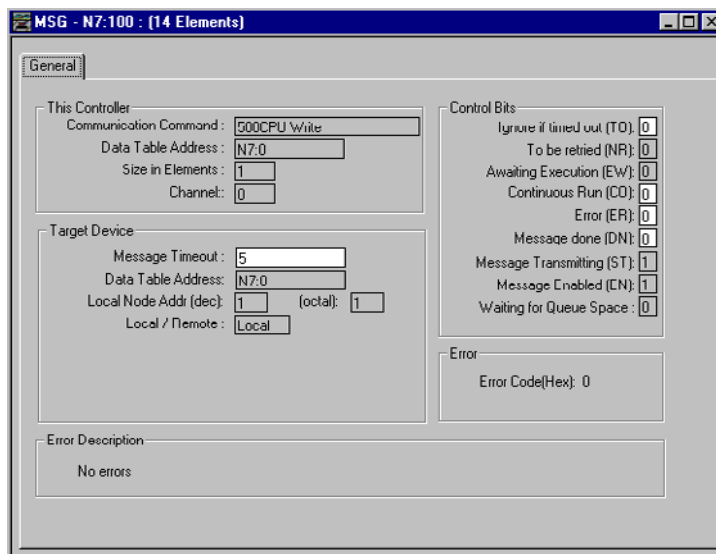 MSG - N7:100 : (14 Elements)
General
This Controller
Communication Command : 500CPU Write
Data Table Address : N7:0
Size in Elements : 1
Channel:: 0
Target Device
Message Timeout : 5
Data Table Address: N7:0
Local Node Addr (dec): 1 (octal): 1
Local / Remote : Local
Control Bits
Ignore if timed out (TO): 0
To be retried (NR): 0
Awaiting Execution (EW): 0
Continuous Run (CO): 0
Error (ER): 0
Message done (DN): 0
Message Transmitting (ST): 1
Message Enabled (EN): 1
Waiting for Queue Space : 0
Error
Error Code(Hex): 0
Error Description
No errors